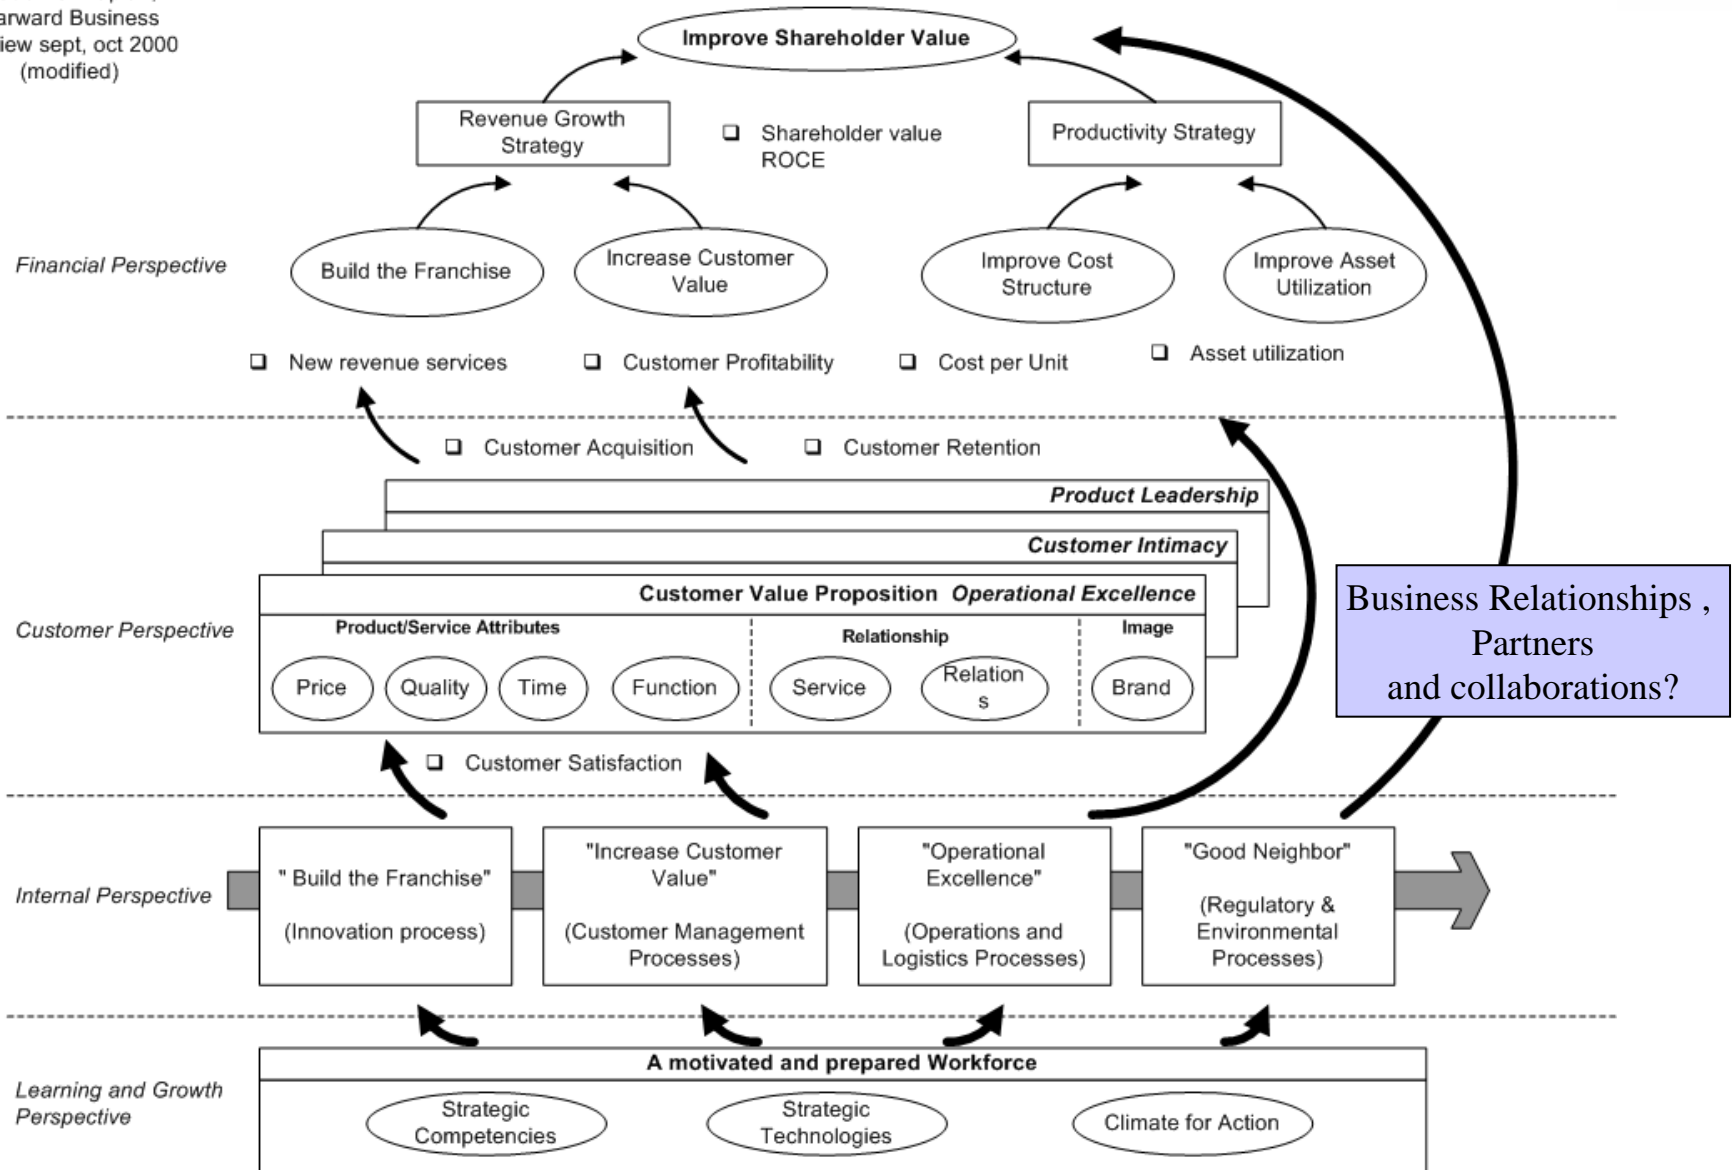 arward Business
iew sept, oct 2000
(modified)
Improve Shareholder Value
Revenue Growth
Strategy
❑ Shareholder value
ROCE
Productivity Strategy
Financial Perspective
Build the Franchise
Increase Customer
Value
Improve Cost
Structure
Improve Asset
Utilization
❑ New revenue services
❑ Customer Profitability
❑ Cost per Unit
❑ Asset utilization
❑ Customer Acquisition
❑ Customer Retention
Product Leadership
Customer Intimacy
Customer Value Proposition Operational Excellence
Customer Perspective
Product/Service Attributes
Relationship
Image
Price
Quality
Time
Function
Service
Relation
s
Brand
Business Relationships ,
Partners
and collaborations?
❑ Customer Satisfaction
Internal Perspective
" Build the Franchise"
(Innovation process)
"Increase Customer
Value"
(Customer Management
Processes)
"Operational
Excellence"
(Operations and
Logistics Processes)
"Good Neighbor"
(Regulatory &
Environmental
Processes)
A motivated and prepared Workforce
Learning and Growth
Perspective
Strategic
Competencies
Strategic
Technologies
Climate for Action